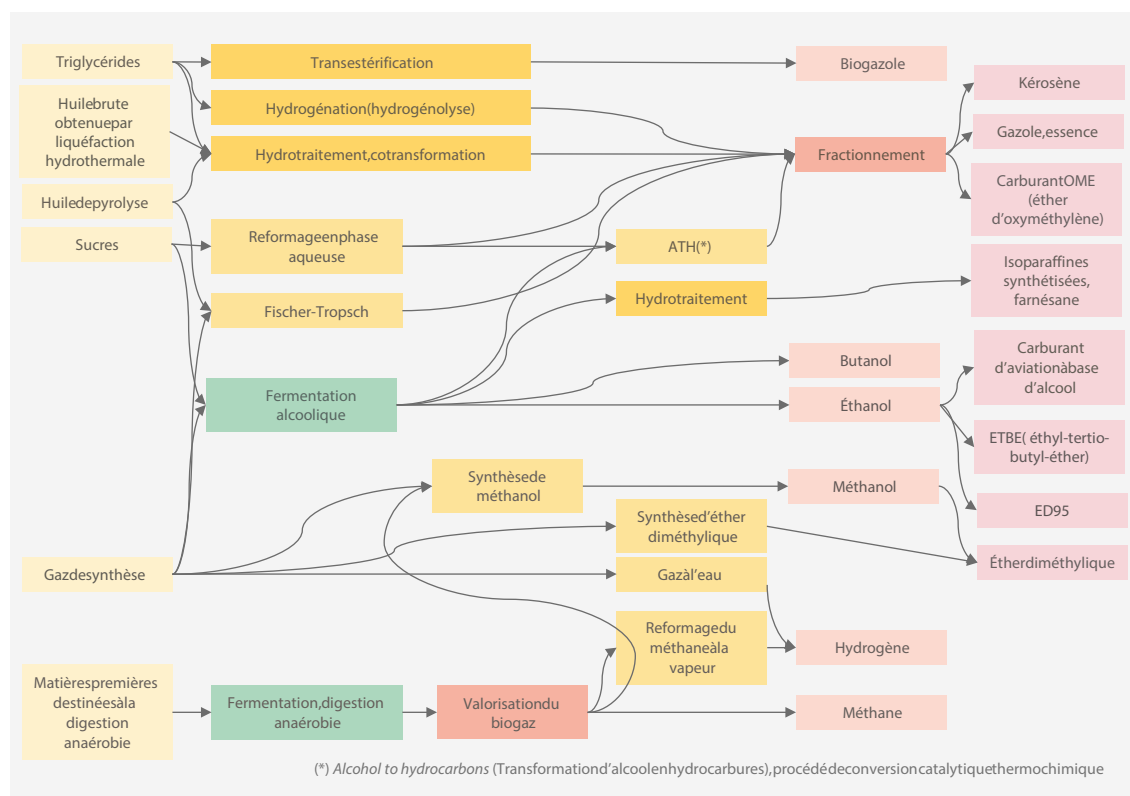 Triglycérides
Transestérification
Biogazole
Kérosène
Huilebrute
obtenuepar
liquéfaction
hydrothermale
Hydrogénation(hydrogénolyse)
Gazole,essence
Hydrotraitement,cotransformation
Fractionnement
CarburantOME
(éther
d'oxyméthylène)
Huiledepyrolyse
Sucres
Reformageenphase
aqueuse
ATH(*)
Isoparaffines
synthétisées,
farnésane
Fischer-Tropsch
Hydrotraitement
Butanol
Carburant
d'aviationàbase
d'alcool
Fermentation
alcoolique
Éthanol
ETBE( éthyl-tertio-
butyl-éther)
Synthèsede
méthanol
Méthanol
ED95
Synthèsed'éther
diméthylique
Étherdiméthylique
Gazdesynthèse
Gazàl'eau
Reformagedu
méthaneàla
vapeur
Hydrogène
Matièrespremières
destinéesàla
digestion
anaérobie
Fermentation,digestion
anaérobie
Valorisationdu
biogaz
Méthane
(*) Alcohol to hydrocarbons (Transformationd'alcoolenhydrocarbures),procédédeconversioncatalytiquethermochimique